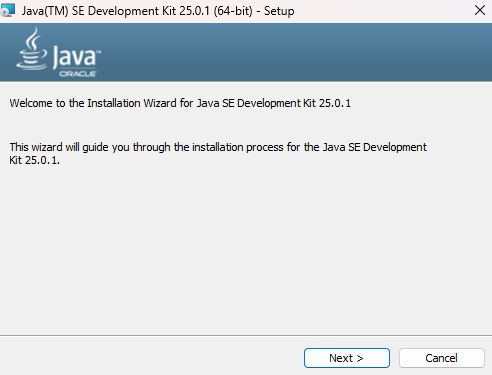 Java(TM) SE Development Kit 25.0.1 (64-bit) - Setup
Java™
ORACLE
Welcome to the Installation Wizard for Java SE Development Kit 25.0.1
This wizard will guide you through the installation process for the Java SE Development
Kit 25.0.1.
Next >
Cancel